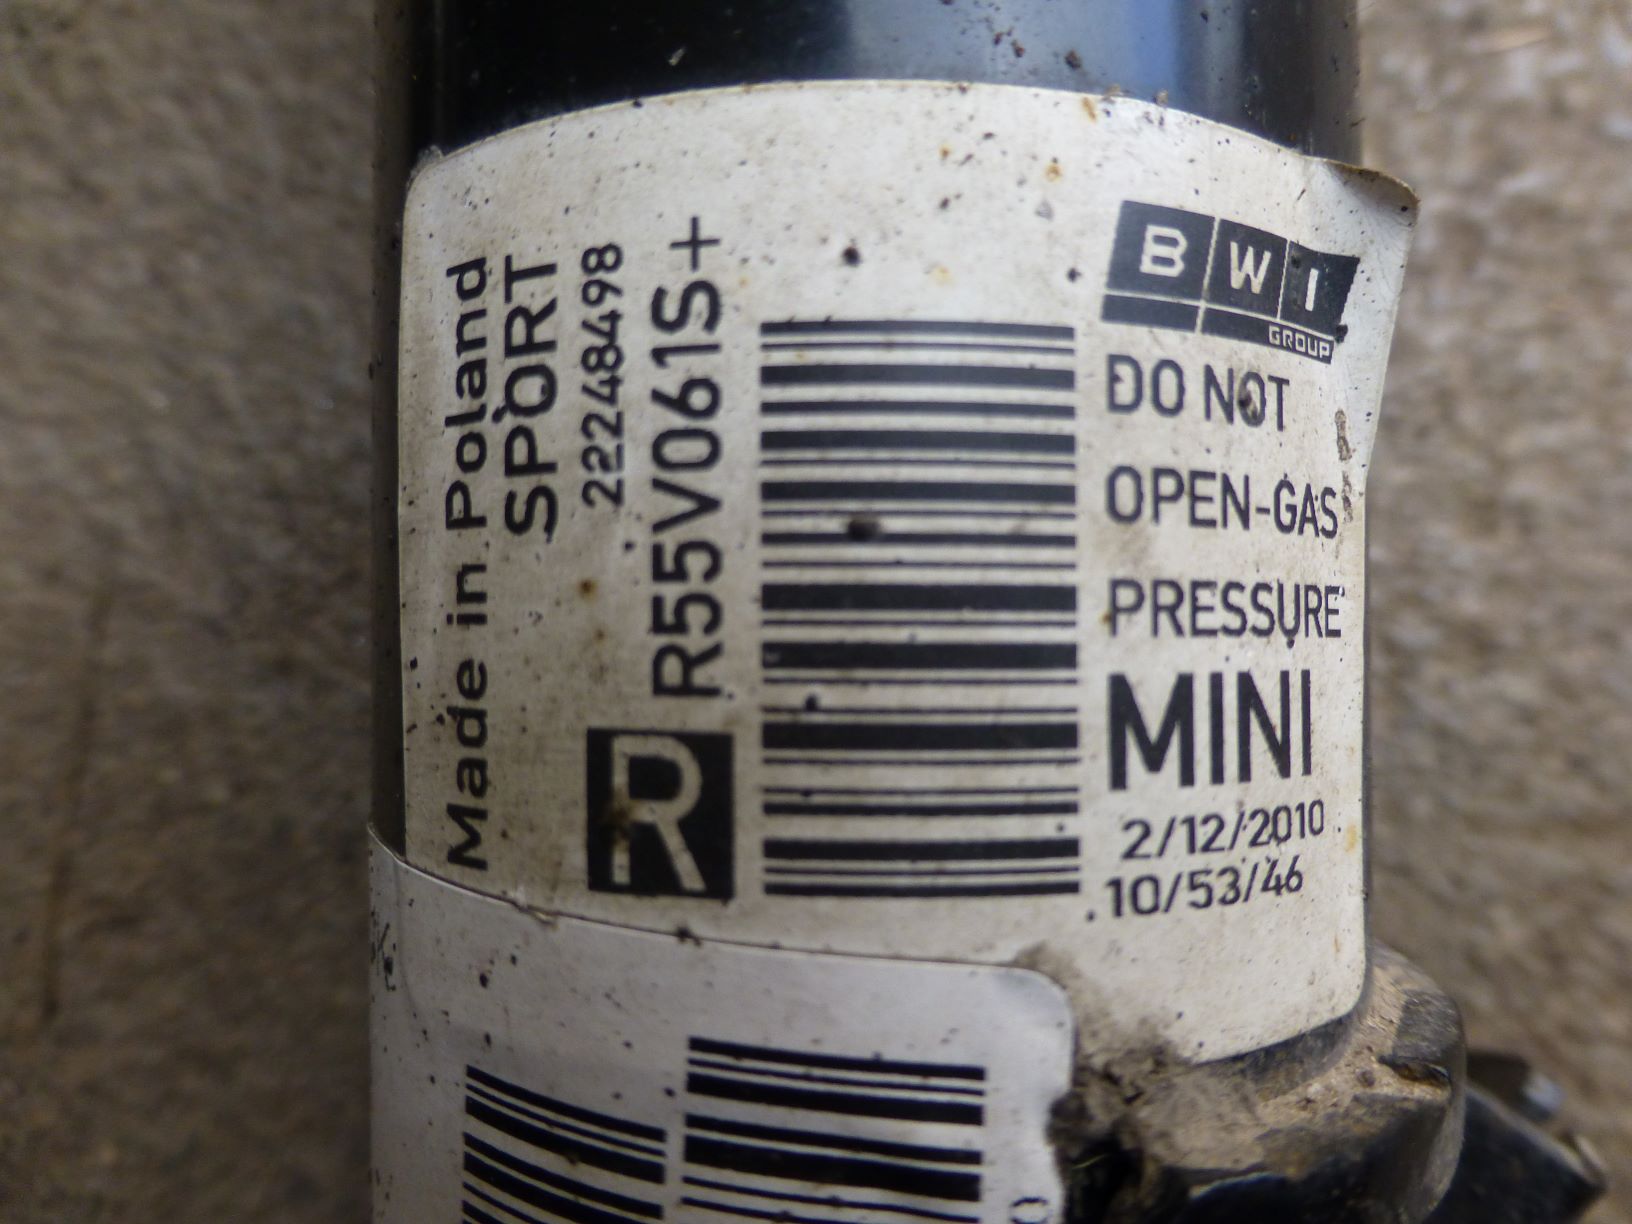 Made in Poland
SPORT
22248498
R R55V061S+
BWI
GROUP
DO NOT
OPEN-GAS
PRESSURE
MINI
2/12/2010
10/53/46